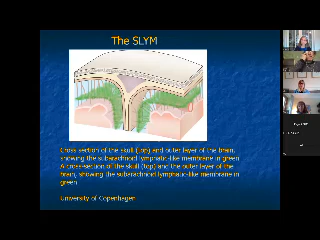 The SLYM
Cross section of the skull (top) and outer layer of the brain,
showing the subarachnoid lymphatic-like membrane in green
A cross-section of the skull (top) and the outer layer of the
brain, showing the subarachnoid lymphatic-like membrane in
green
University of Copenhagen